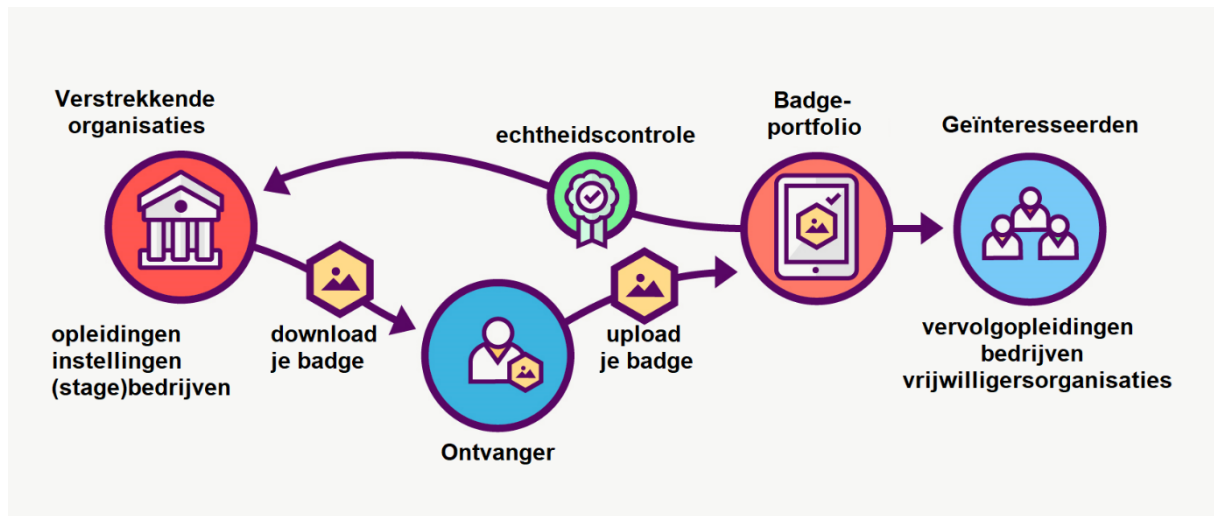 Verstrekkende
organisaties
echtheidscontrole
Badge-
portfolio
Geïnteresseerden
opleidingen
instellingen
(stage)bedrijven
download
je badge
Ontvanger
upload
je badge
vervolgopleidingen
bedrijven
vrijwilligersorganisaties